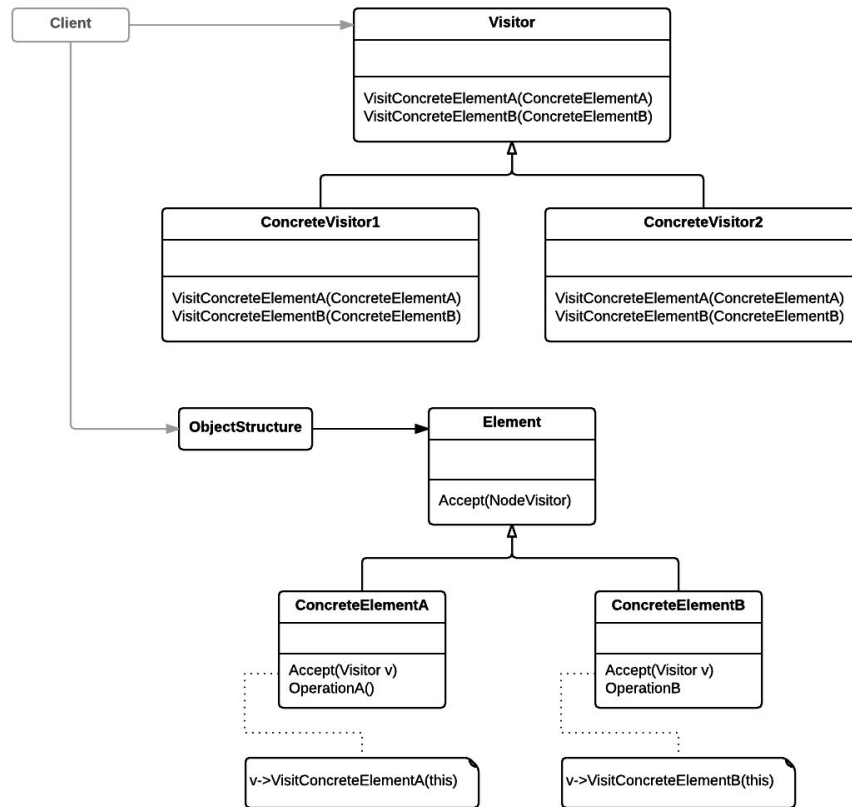 Client
Visitor
VisitConcreteElementA(ConcreteElementA)
VisitConcreteElementB(ConcreteElementB)
ConcreteVisitor1
VisitConcreteElementA(ConcreteElementA)
VisitConcreteElementB(ConcreteElementB)
ConcreteVisitor2
VisitConcreteElementA(ConcreteElementA)
VisitConcreteElementB(ConcreteElementB)
ObjectStructure
Element
Accept(NodeVisitor)
ConcreteElementA
Accept(Visitor v)
OperationA()
ConcreteElementB
Accept(Visitor v)
OperationB
v->VisitConcreteElementA(this)
v->VisitConcreteElementB(this)